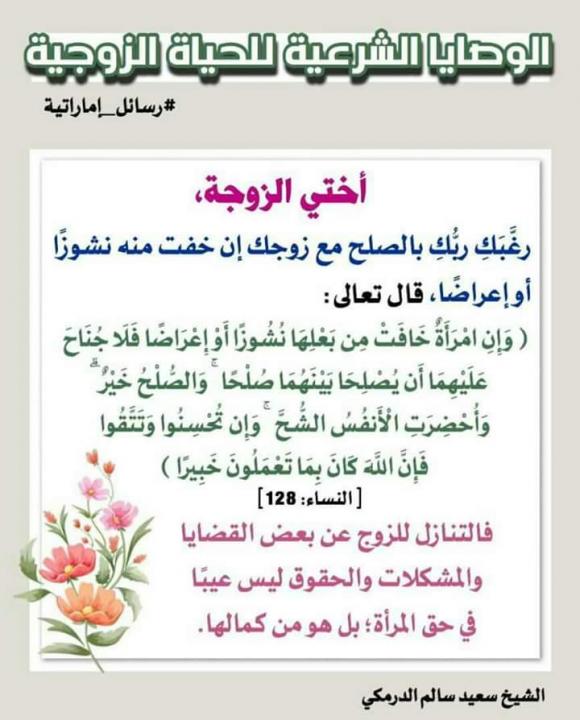 الوصايا الشرعية للحياة الزوجية
#رسائل_إماراتية
أختي الزوجة،
رغَّبَكِ ربُّكِ بالصلح مع زوجك إن خفت منه نشوزًا
أو إعراضًا، قال تعالى:
( وَإِنِ امْرَأَةٌ خَافَتْ مِن بَعْلِهَا نُشُوزًا أَوْ إِعْرَاضًا فَلَا جُنَاحَ
عَلَيْهِمَا أَن يُصْلِحَا بَيْنَهُمَا صُلْحًا ۚ وَالصُّلْحُ خَيْرٌ ۗ
وَأُحْضِرَتِ الْأَنفُسُ الشُّحَّ ۚ وَإِن تُحْسِنُوا وَتَتَّقُوا
فَإِنَّ اللَّهَ كَانَ بِمَا تَعْمَلُونَ خَبِيرًا )
[ النساء: 128]
فالتنازل للزوج عن بعض القضايا
والمشكلات والحقوق ليس عيبًا
في حق المرأة؛ بل هو من كمالها.
الشيخ سعيد سالم الدرمكي